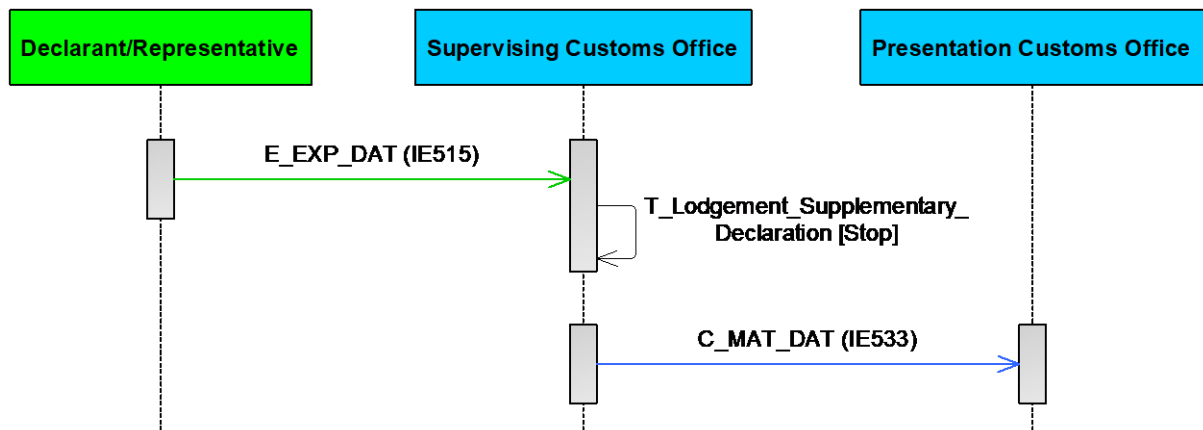 Declarant/Representative
Supervising Customs Office
Presentation Customs Office
E_EXP_DAT (IE515)
T_Lodgement_Supplementary_
Declaration [Stop]
C_MAT_DAT (IE533)